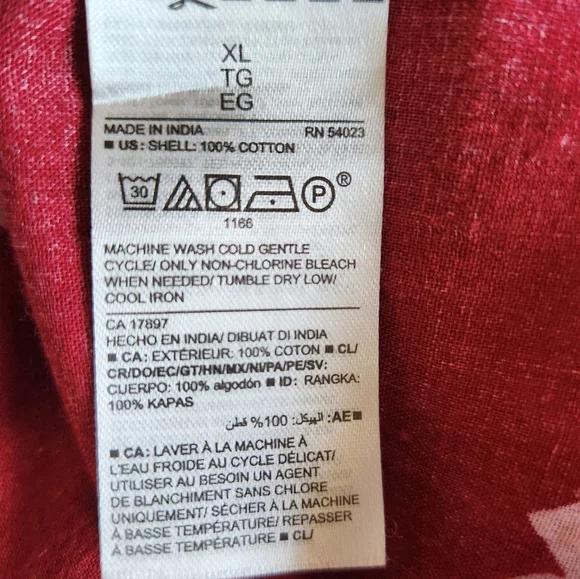 XL
TG
EG
MADE IN INDIA RN 54023
■ US: SHELL: 100% COTTON
30 P®
1166
MACHINE WASH COLD GENTLE
CYCLE/ ONLY NON-CHLORINE BLEACH
WHEN NEEDED/ TUMBLE DRY LOW/
COOL IRON
CA 17897
HECHO EN INDIA/ DIBUAT DI INDIA
■ CA: EXTÉRIEUR: 100% COTON ■ CL/
CR/DO/EC/GT/HN/MX/NI/PA/PE/SV:
CUERPO: 100% algodón ■ ID: RANGKA:
100% KAPAS
■AE: الهيكل: 100% قطن
■ CA: LAVER À LA MACHINE À
L'EAU FROIDE AU CYCLE DÉLICAT/
UTILISER AU BESOIN UN AGENT
DE BLANCHIMENT SANS CHLORE
UNIQUEMENT/ SÉCHER À LA MACHINE
À BASSE TEMPÉRATURE/ REPASSER
À BASSE TEMPÉRATURE ■ CL/